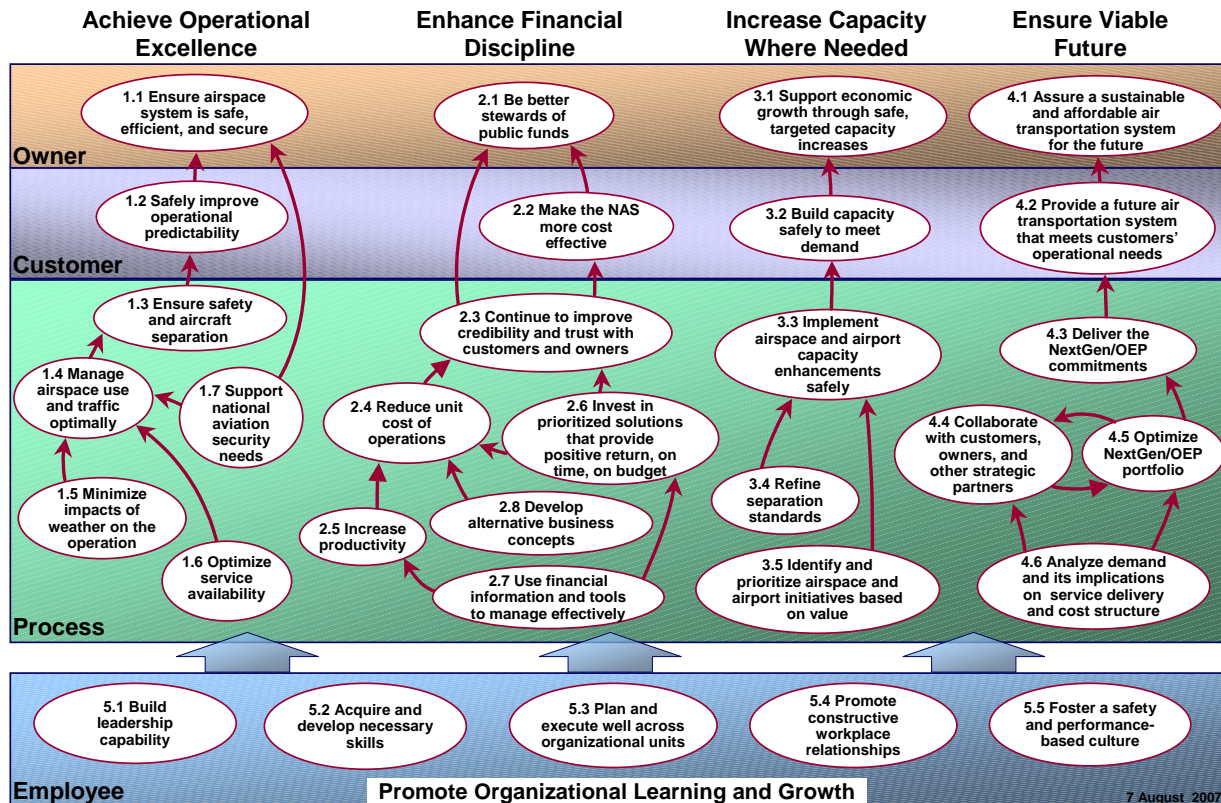 Achieve Operational
Excellence
Enhance Financial
Discipline
Increase Capacity
Where Needed
Ensure Viable
Future
1.1 Ensure airspace
system is safe,
efficient, and secure
2.1 Be better
stewards of
public funds
3.1 Support economic
growth through safe,
targeted capacity
increases
4.1 Assure a sustainable
and affordable air
transportation system
for the future
Owner
1.2 Safely improve
operational
predictability
2.2 Make the NAS
more cost
effective
3.2 Build capacity
safely to meet
demand
4.2 Provide a future air
transportation system
that meets customers'
operational needs
Customer
1.3 Ensure safety
and aircraft
separation
2.3 Continue to improve
credibility and trust with
customers and owners
3.3 Implement
airspace and airport
capacity
enhancements
safely
4.3 Deliver the
NextGen/OEP
commitments
1.4 Manage
airspace use
and traffic
optimally
1.7 Support
national
aviation
security
needs
2.4 Reduce unit
cost of
operations
2.6 Invest in
prioritized solutions
that provide
positive return, on
time, on budget
4.4 Collaborate
with customers,
owners, and
other strategic
partners
4.5 Optimize
NextGen/OEP
portfolio
1.5 Minimize
impacts of
weather on the
operation
3.4 Refine
separation
standards
2.5 Increase
productivity
2.8 Develop
alternative business
concepts
1.6 Optimize
service
availability
2.7 Use financial
information and tools
to manage effectively
3.5 Identify and
prioritize airspace and
airport initiatives based
on value
4.6 Analyze demand
and its implications
on service delivery
and cost structure
Process
5.1 Build
leadership
capability
5.2 Acquire and
develop necessary
skills
5.3 Plan and
execute well across
organizational units
5.4 Promote
constructive
workplace
relationships
5.5 Foster a safety
and performance-
based culture
Employee
Promote Organizational Learning and Growth
7 August 2007